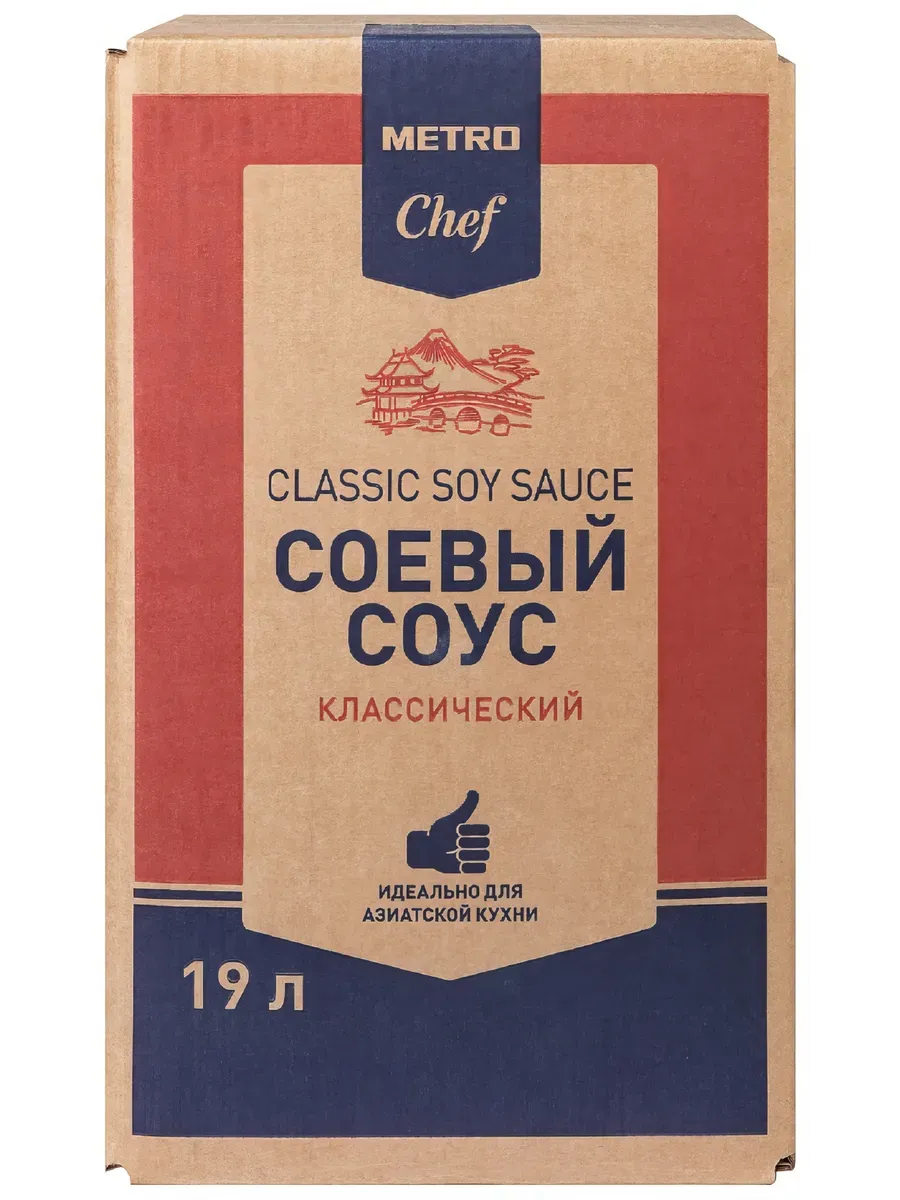 METRO
Chef
CLASSIC SOY SAUCE
СОЕВЫЙ
СОУС
КЛАССИЧЕСКИЙ
ИДЕАЛЬНО ДЛЯ
АЗИАТСКОЙ КУХНИ
19 л